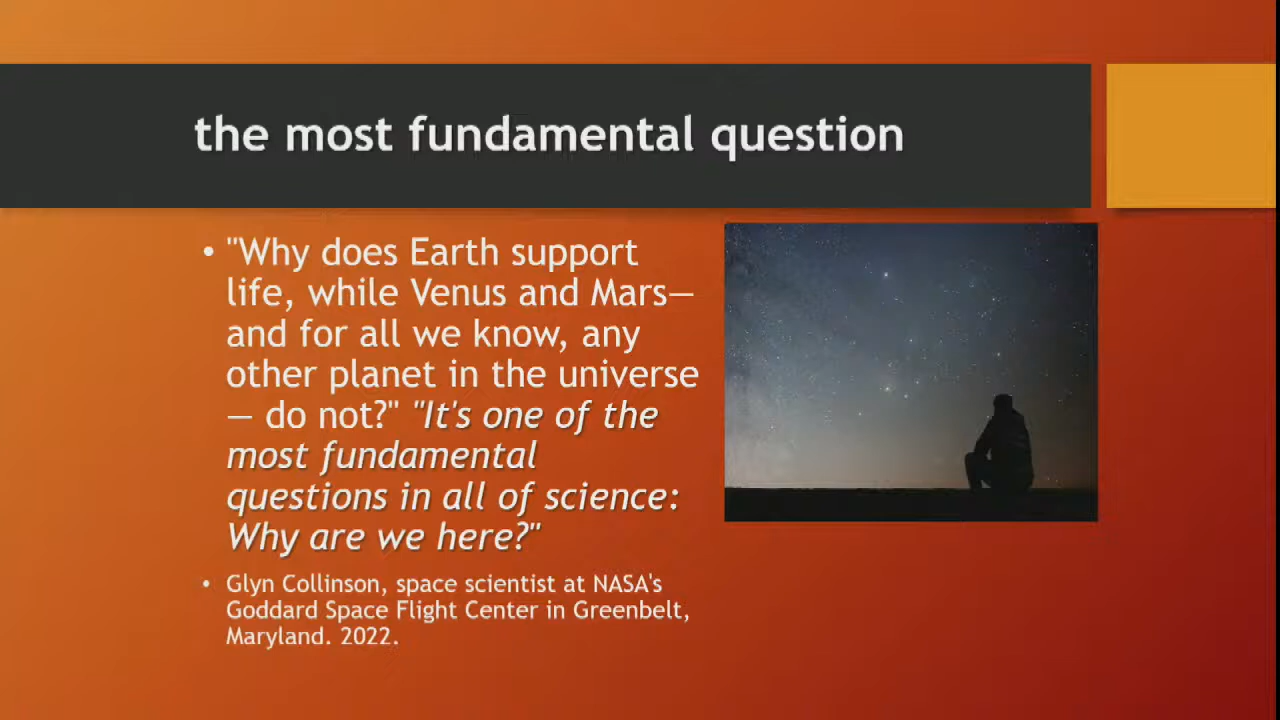 the most fundamental question
• "Why does Earth support
life, while Venus and Mars—
and for all we know, any
other planet in the universe
— do not?" "It's one of the
most fundamental
questions in all of science:
Why are we here?"
• Glyn Collinson, space scientist at NASA's
Goddard Space Flight Center in Greenbelt,
Maryland. 2022.